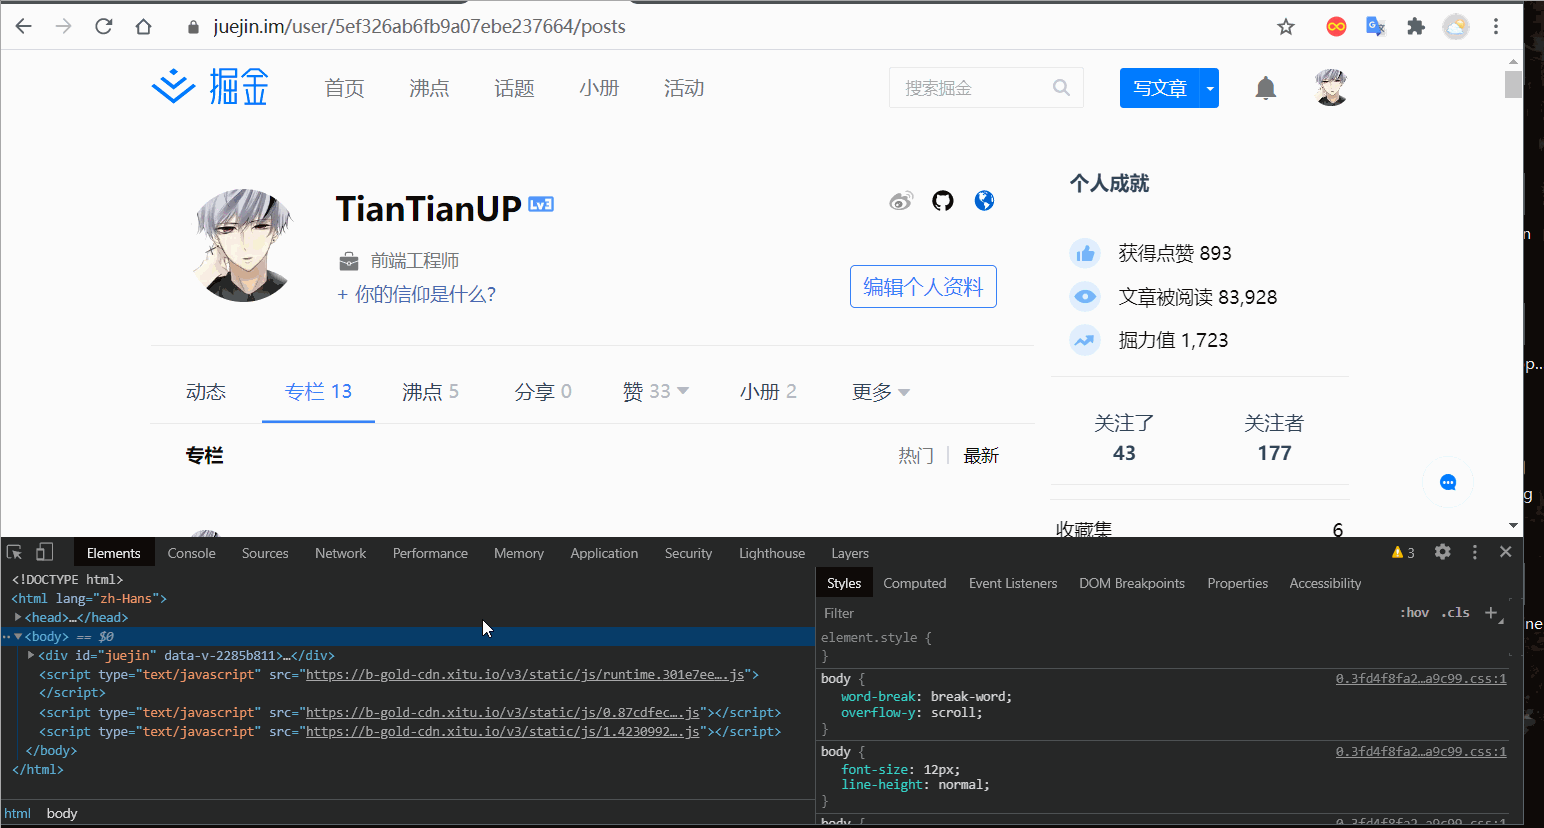 juejin.im/user/5ef326ab6fb9a07ebe237664/posts
掘金 首页 沸点 话题 小册 活动 搜索掘金 写文章
TianTianUP Lv3
前端工程师
+ 你的信仰是什么?
编辑个人资料
个人成就
获得点赞 893
文章被阅读 83,928
掘力值 1,723
动态 专栏 13 沸点 5 分享 0 赞 33 小册 2 更多
专栏 热门 最新
关注了 关注者
43 177
收藏集 6
Elements Console Sources Network Performance Memory Application Security Lighthouse Layers 3
<!DOCTYPE html>
<html lang="zh-Hans">
<head>…</head>
<body> == $0
<div id="juejin" data-v-2285b811>…</div>
<script type="text/javascript" src="https://b-gold-cdn.xitu.io/v3/static/js/runtime.301e7ee….js">
</script>
<script type="text/javascript" src="https://b-gold-cdn.xitu.io/v3/static/js/0.87cdfec….js"></script>
<script type="text/javascript" src="https://b-gold-cdn.xitu.io/v3/static/js/1.4230992….js"></script>
</body>
</html>
html body
Styles Computed Event Listeners DOM Breakpoints Properties Accessibility
Filter :hov .cls +
element.style {
}
body { 0.3fd4f8fa2…a9c99.css:1
word-break: break-word;
overflow-y: scroll;
}
body { 0.3fd4f8fa2…a9c99.css:1
font-size: 12px;
line-height: normal;
}
body { 0.3fd4f8fa2…a9c99.css:1